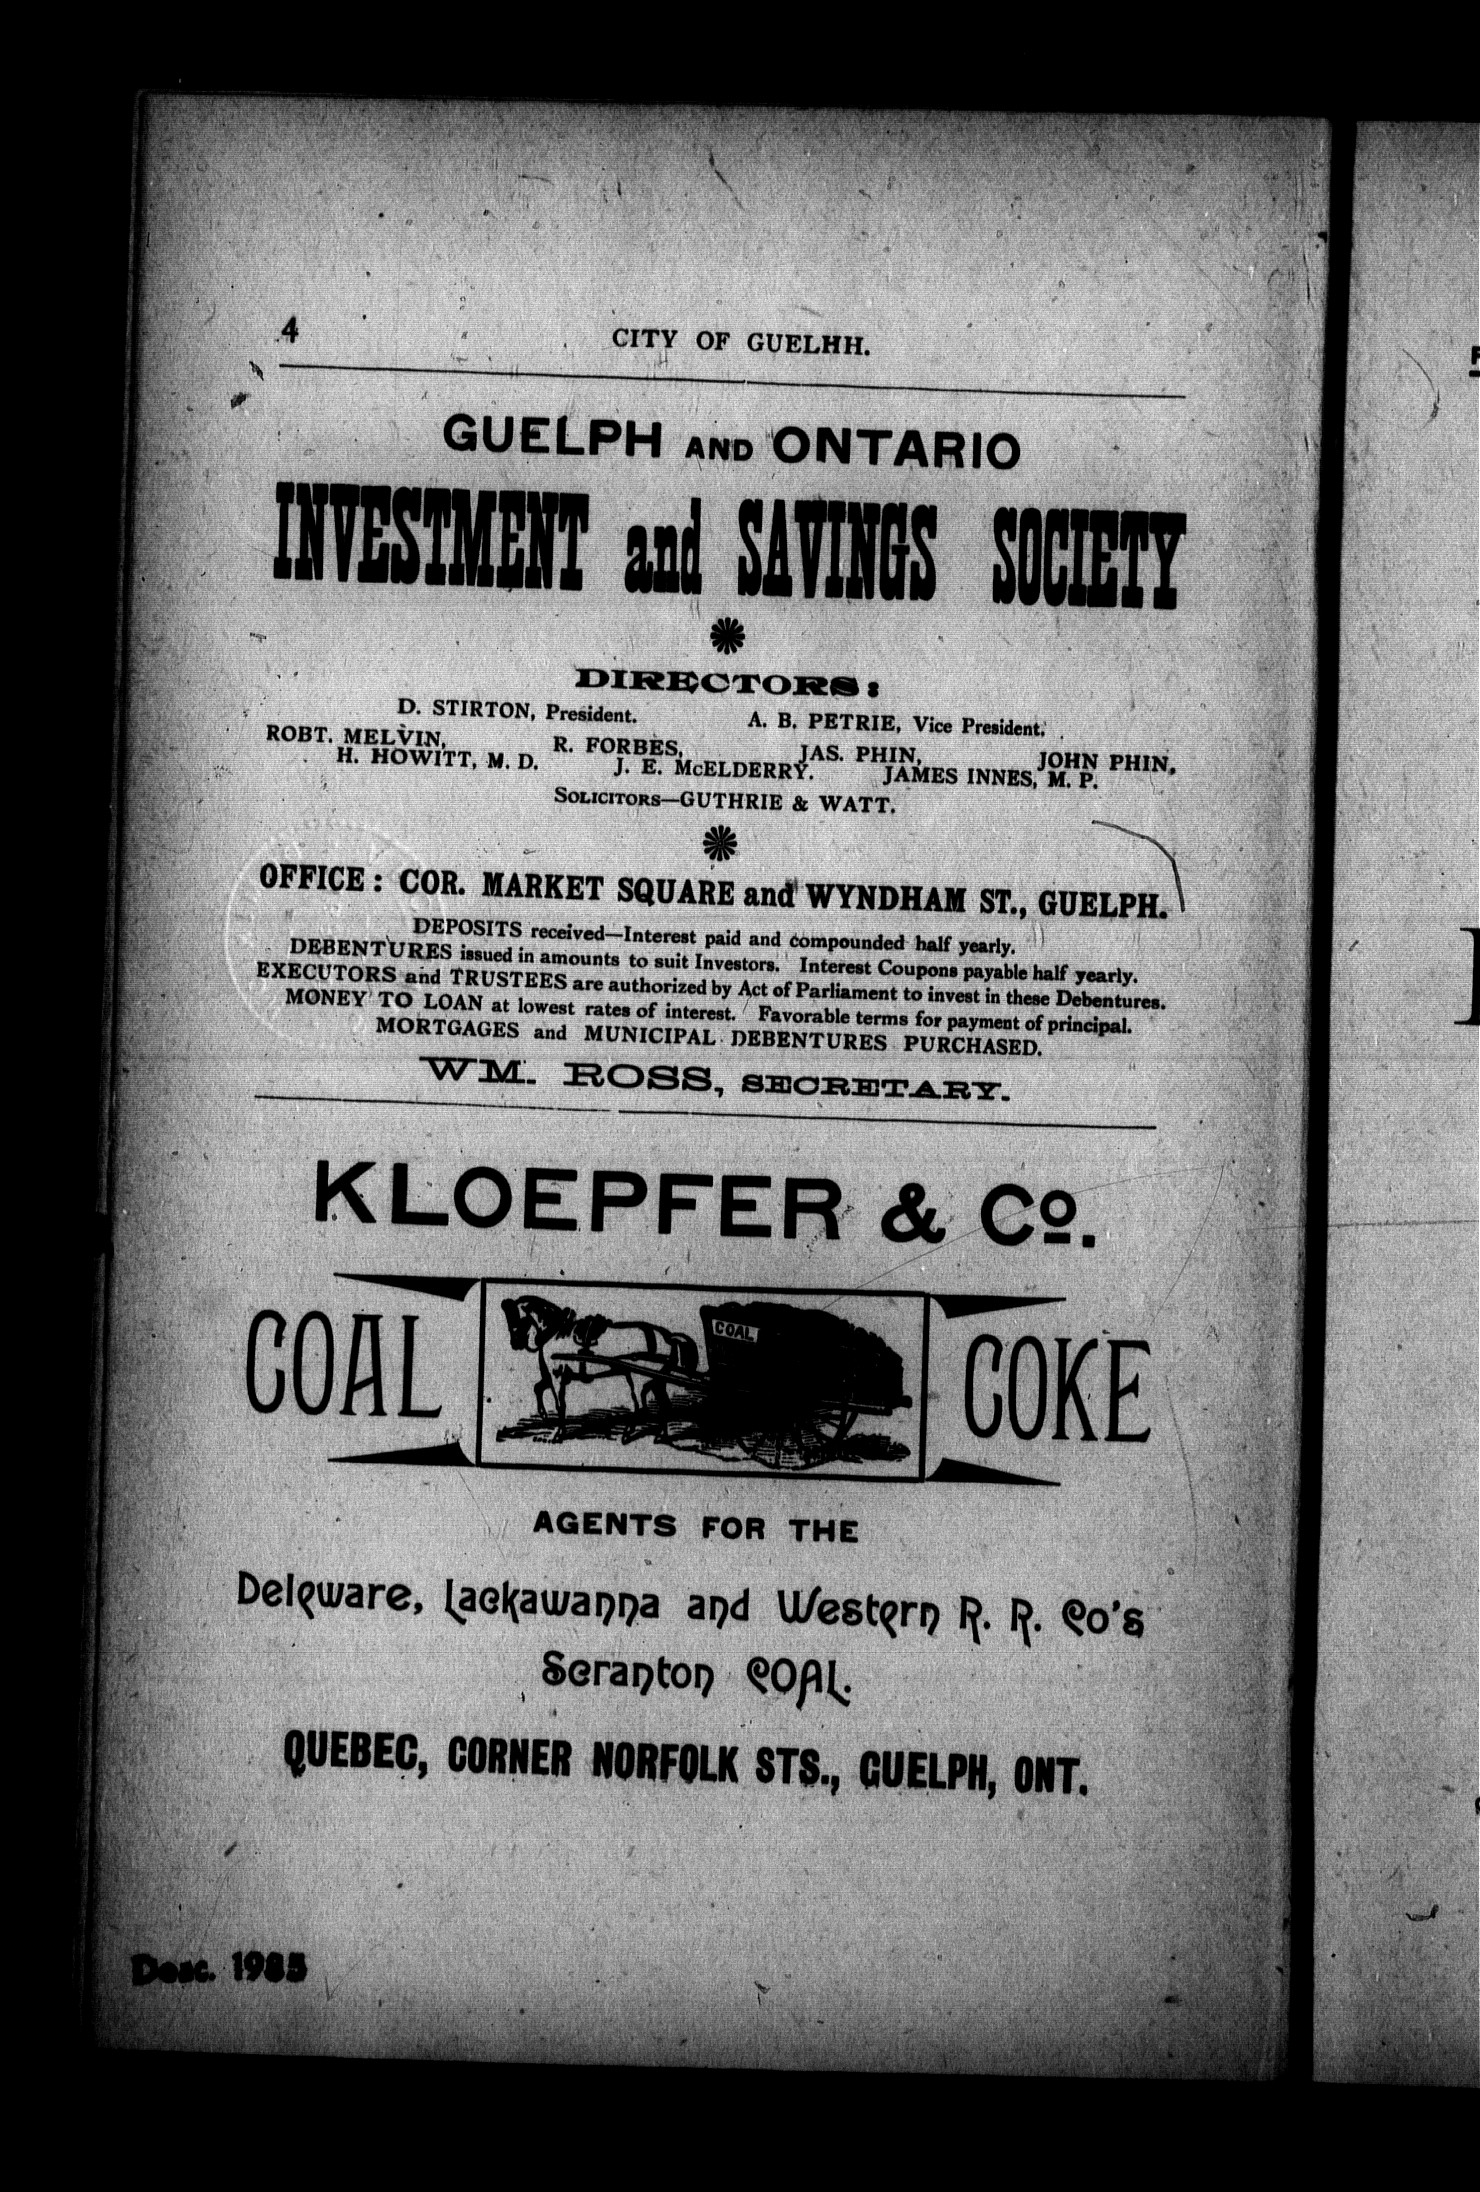 4 CITY OF GUELHH.
GUELPH AND ONTARIO
INVESTMENT and SAVINGS SOCIETY
DIRECTORS:
D. STIRTON, President. A. B. PETRIE, Vice President.
ROBT. MELVIN, R. FORBES, JAS. PHIN, JOHN PHIN,
H. HOWITT, M. D. J. E. McELDERRY. JAMES INNES, M. P.
SOLICITORS—GUTHRIE & WATT.
OFFICE: COR. MARKET SQUARE and WYNDHAM ST., GUELPH.
DEPOSITS received—Interest paid and compounded half yearly.
DEBENTURES issued in amounts to suit Investors. Interest Coupons payable half yearly.
EXECUTORS and TRUSTEES are authorized by Act of Parliament to invest in these Debentures.
MONEY TO LOAN at lowest rates of interest. Favorable terms for payment of principal.
MORTGAGES and MUNICIPAL DEBENTURES PURCHASED.
WM. ROSS, SECRETARY.
KLOEPFER & Co.
COAL COAL COKE
AGENTS FOR THE
Delaware, Lackawanna and Western R. R. Co's
Scranton COAL.
QUEBEC, CORNER NORFOLK STS., GUELPH, ONT.
Desc. 1985